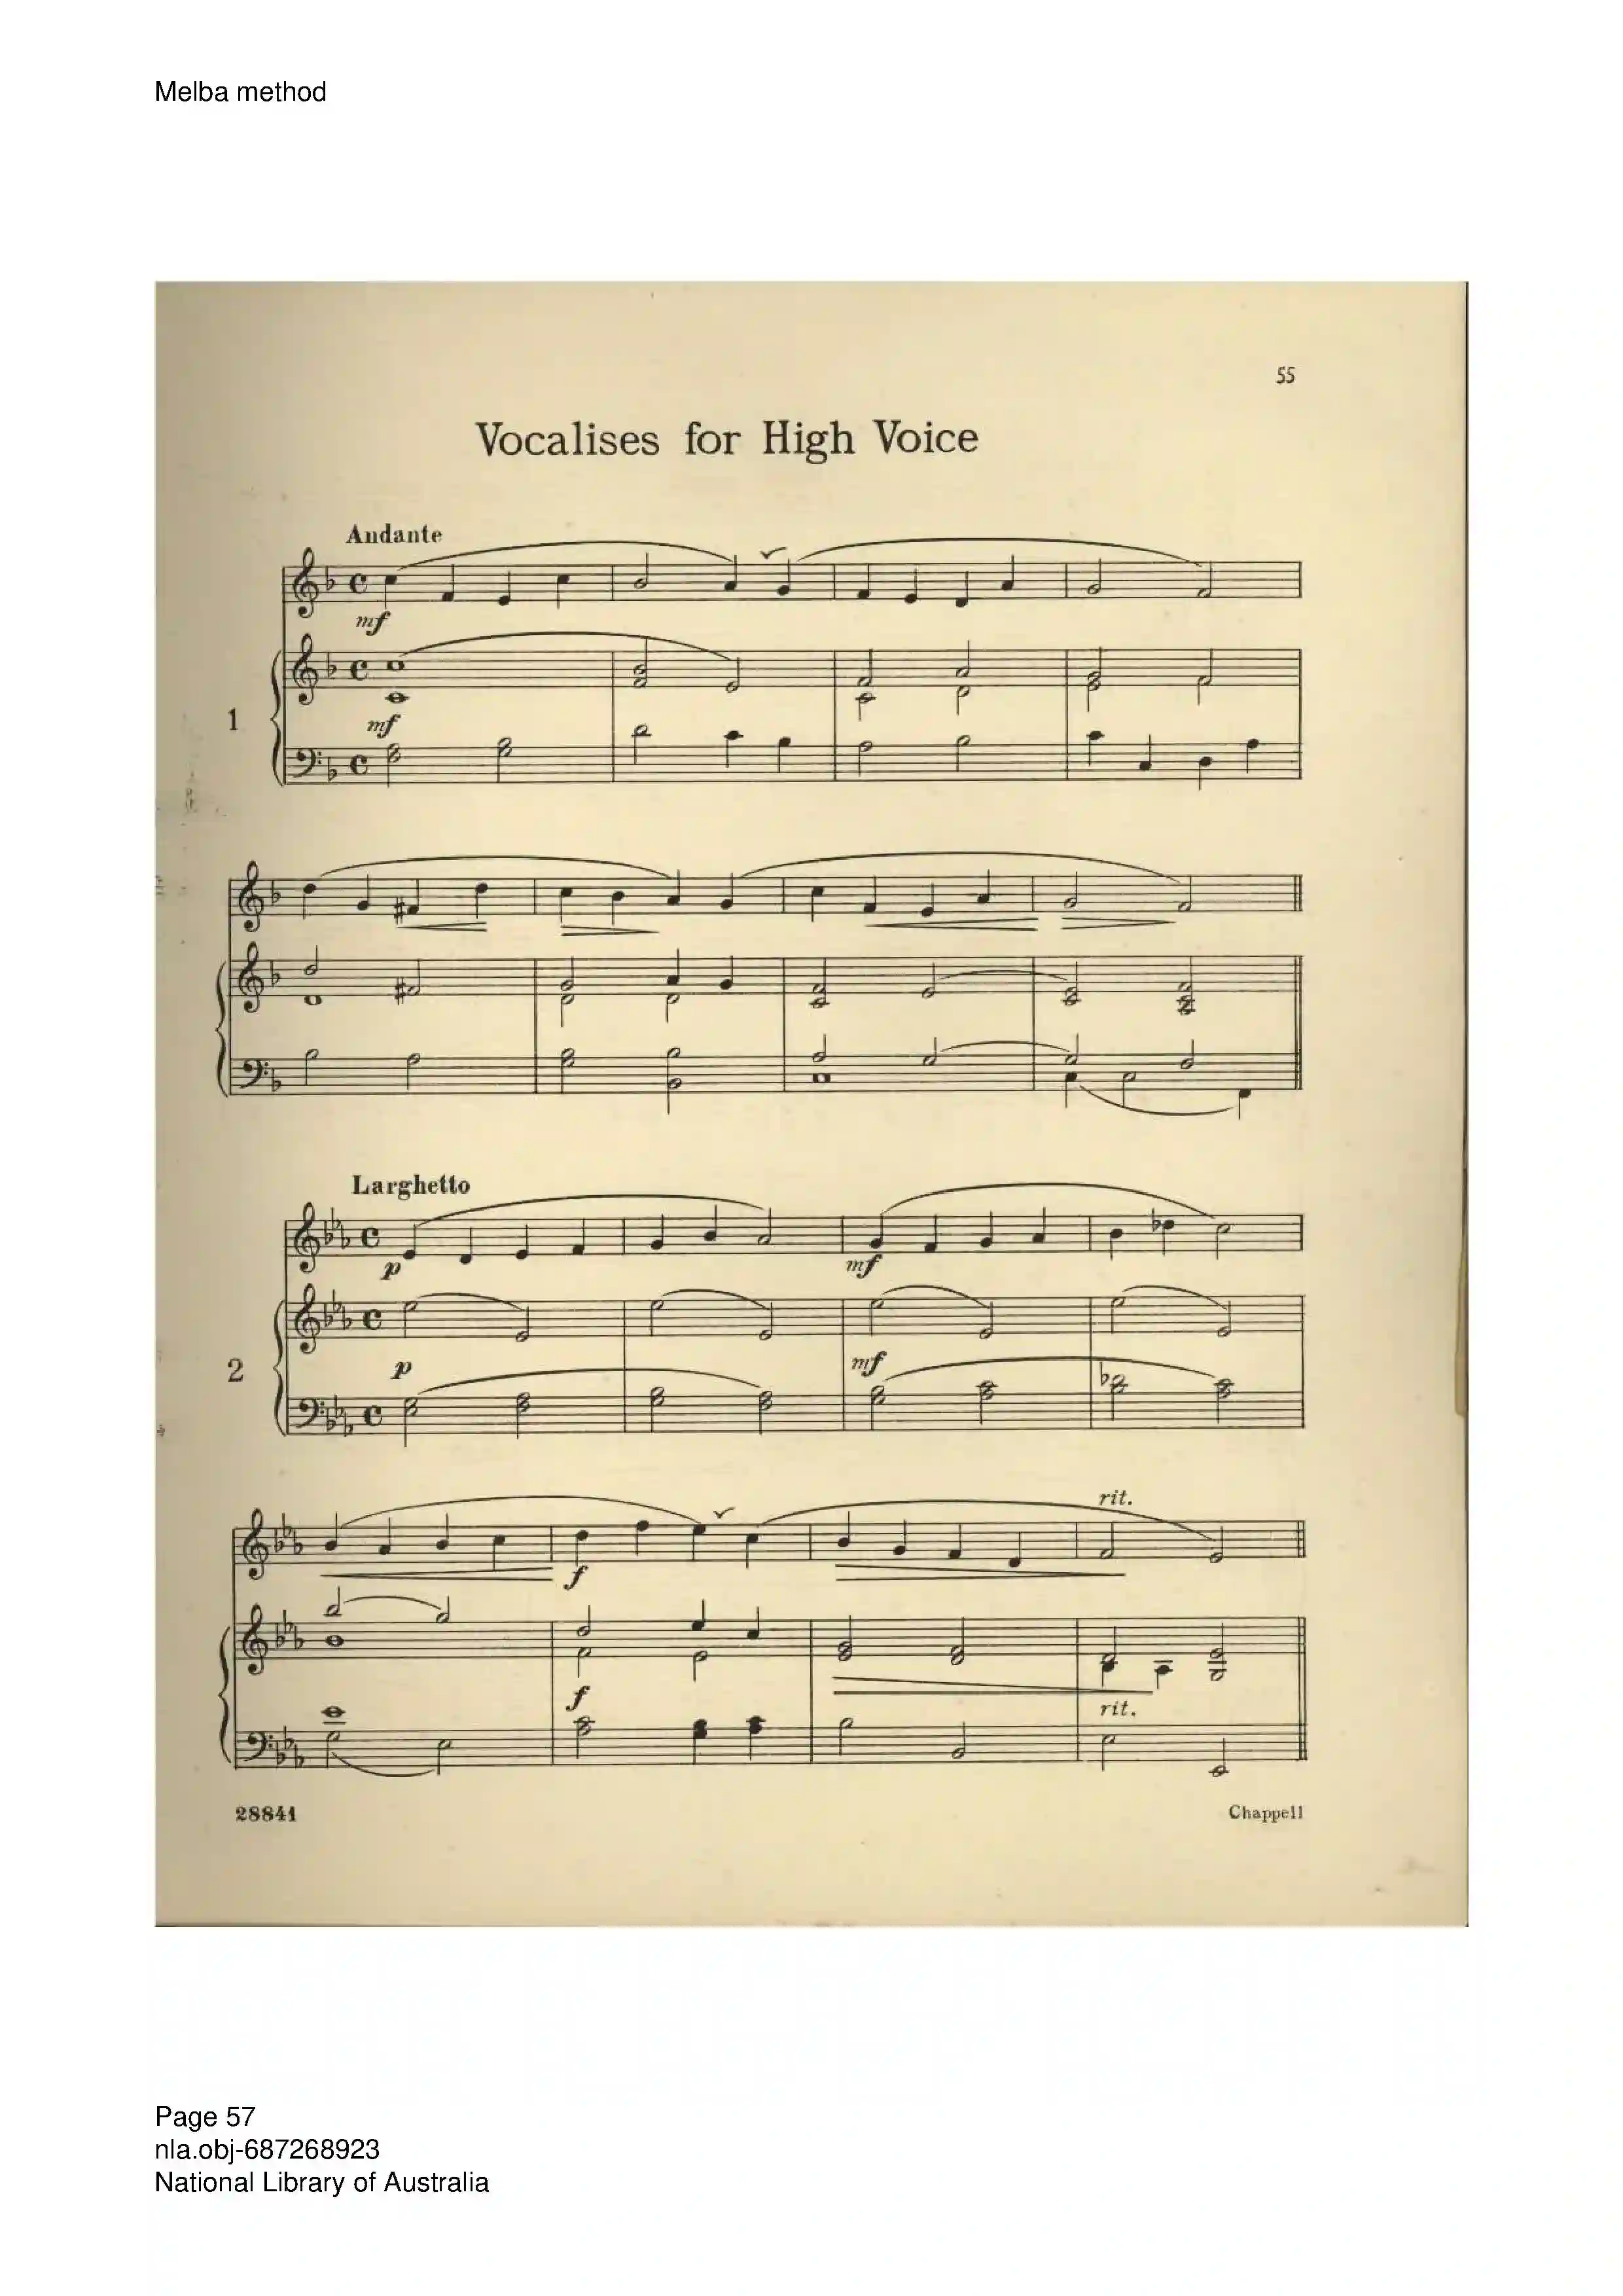 Melba method
55
Vocalises for High Voice
Andante
mf
1
mf
Larghetto
p
mf
2
p
mf
rit.
f
f
rit.
28841
Chappell
Page 57
nla.obj-687268923
National Library of Australia